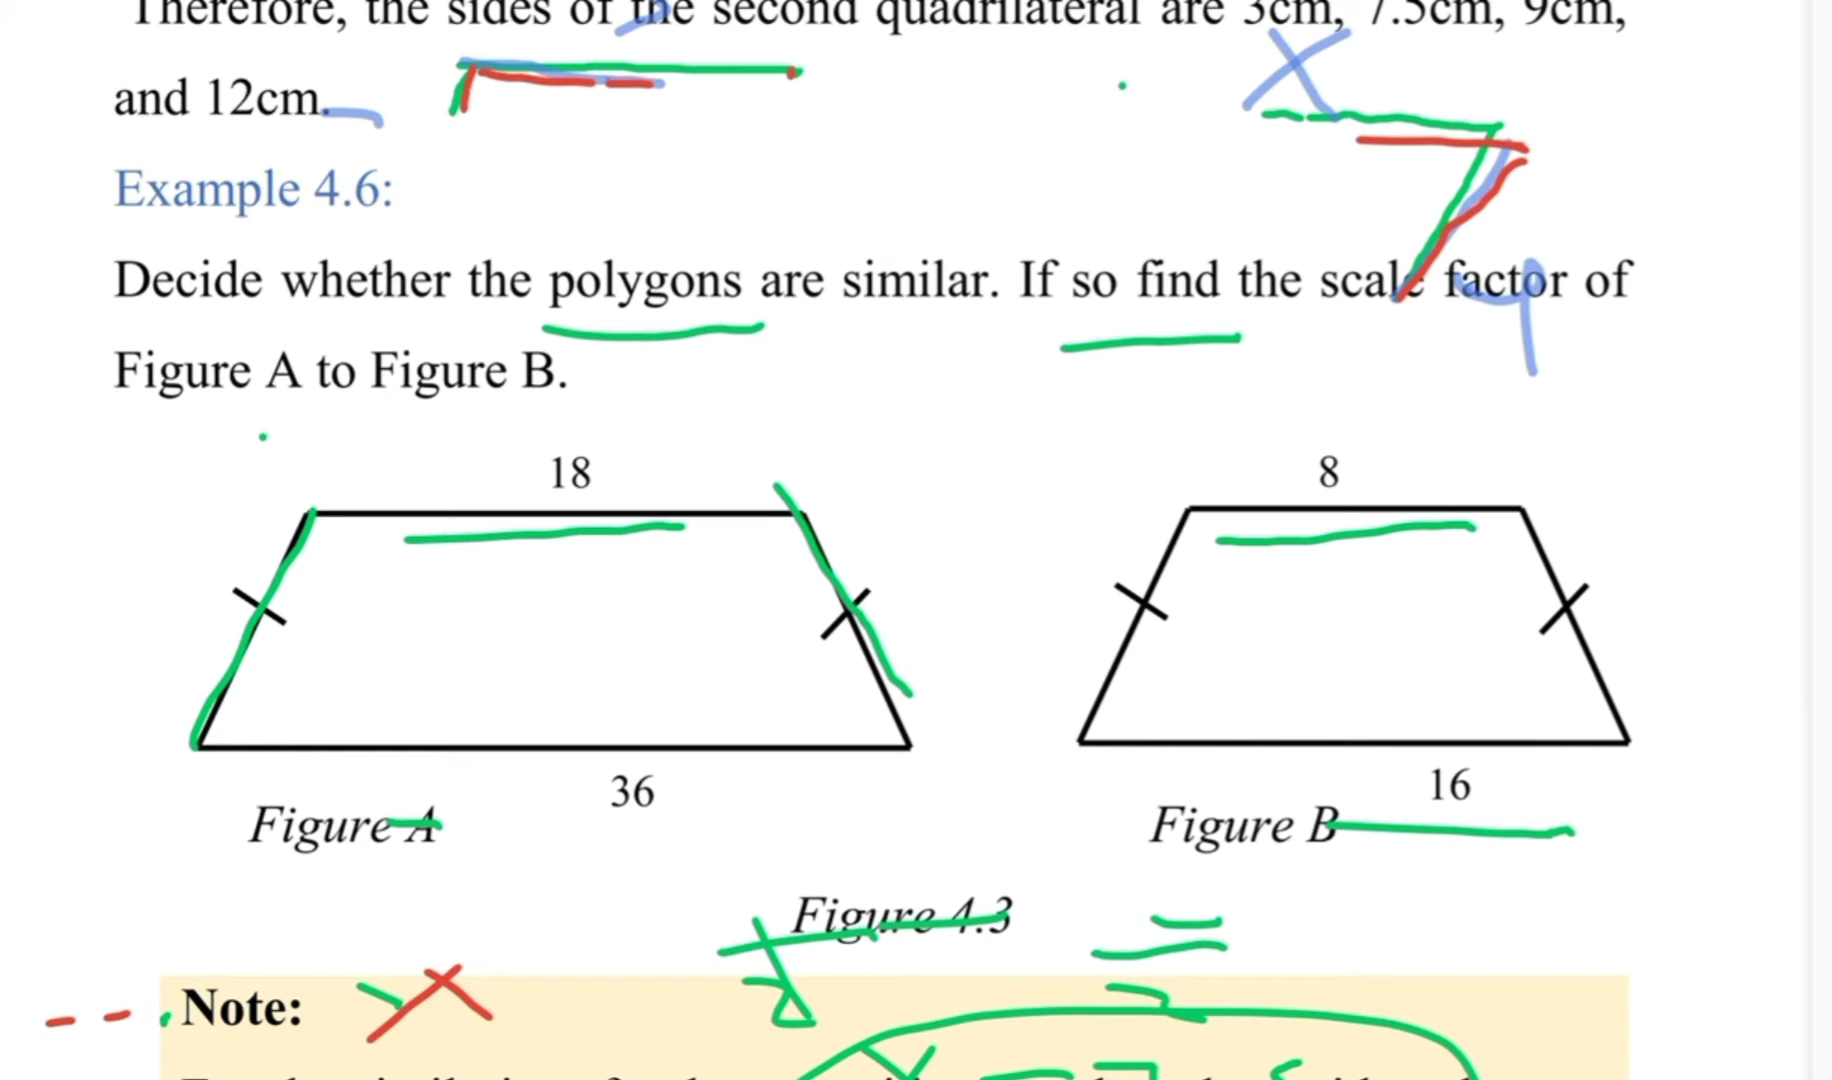 Therefore, the sides of the second quadrilateral are 3cm, 7.5cm, 9cm,
and 12cm.
Example 4.6:
Decide whether the polygons are similar. If so find the scale factor of
Figure A to Figure B.
18
8
36
16
Figure A
Figure B
Figure 4.3
Note: